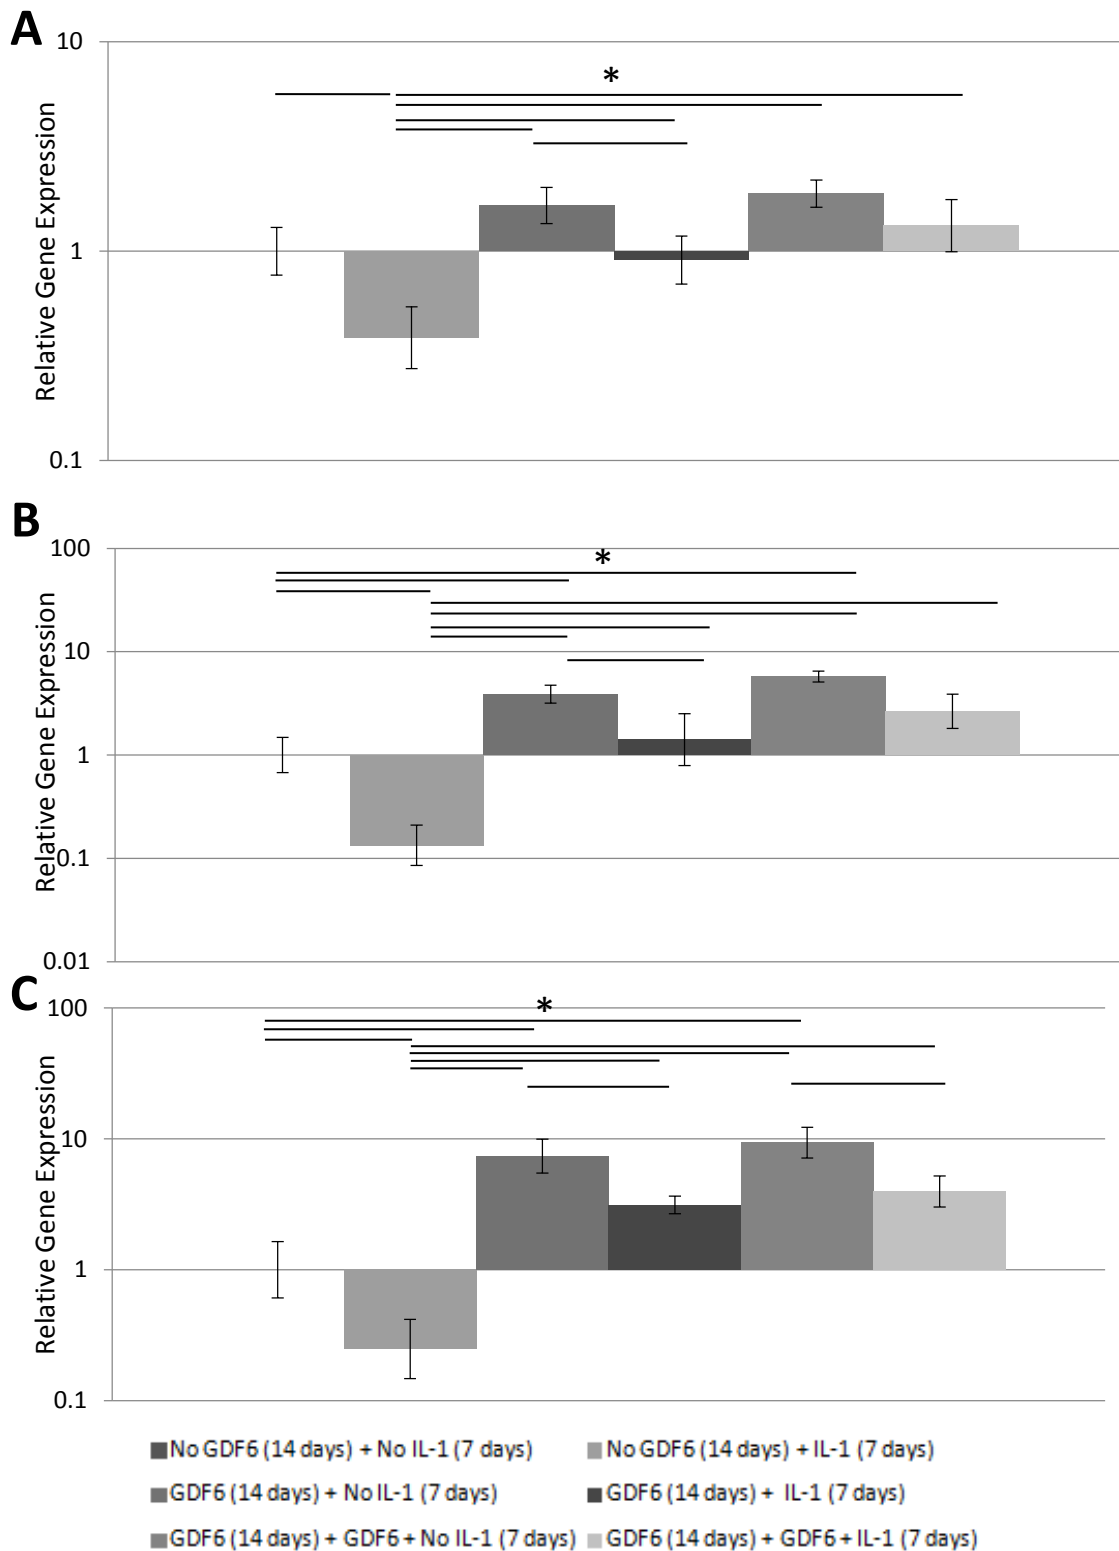 A
10
*
Relative Gene Expression
1
0.1
B
100
*
10
Relative Gene Expression
1
0.1
0.01
C
100
*
10
Relative Gene Expression
1
0.1
No GDF6 (14 days) + No IL-1 (7 days) No GDF6 (14 days) + IL-1 (7 days)
GDF6 (14 days) + No IL-1 (7 days) GDF6 (14 days) + IL-1 (7 days)
GDF6 (14 days) + GDF6 + No IL-1 (7 days) GDF6 (14 days) + GDF6 + IL-1 (7 days)